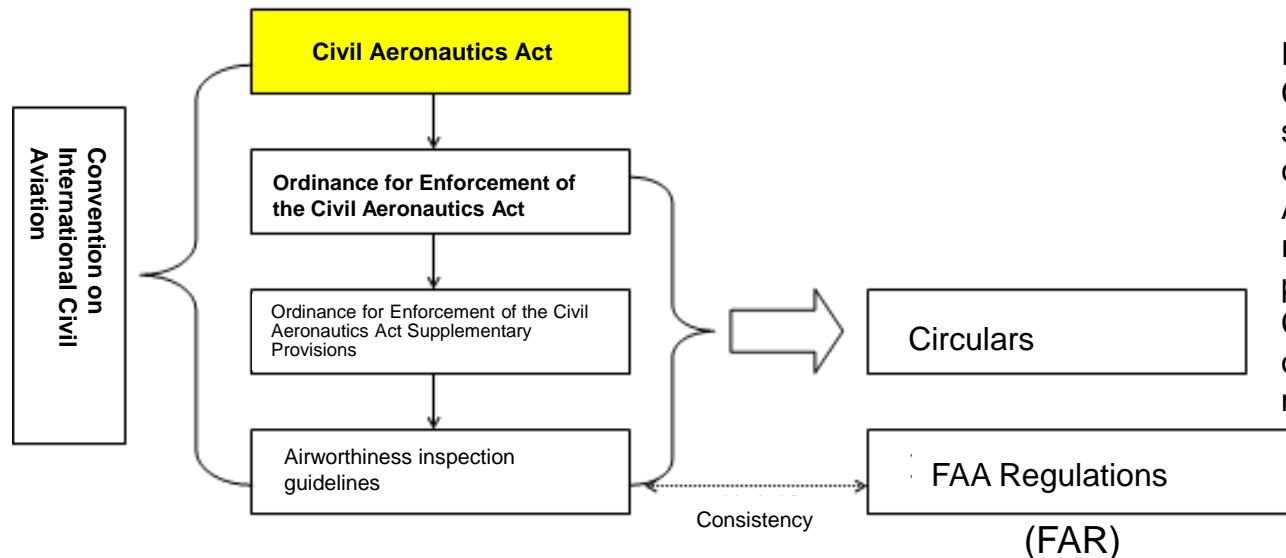 Civil Aeronautics Act
Convention on
International Civil
Aviation
Ordinance for Enforcement of
the Civil Aeronautics Act
Ordinance for Enforcement of the Civil
Aeronautics Act Supplementary
Provisions
Airworthiness inspection
guidelines
Circulars
FAA Regulations
(FAR)
Consistency